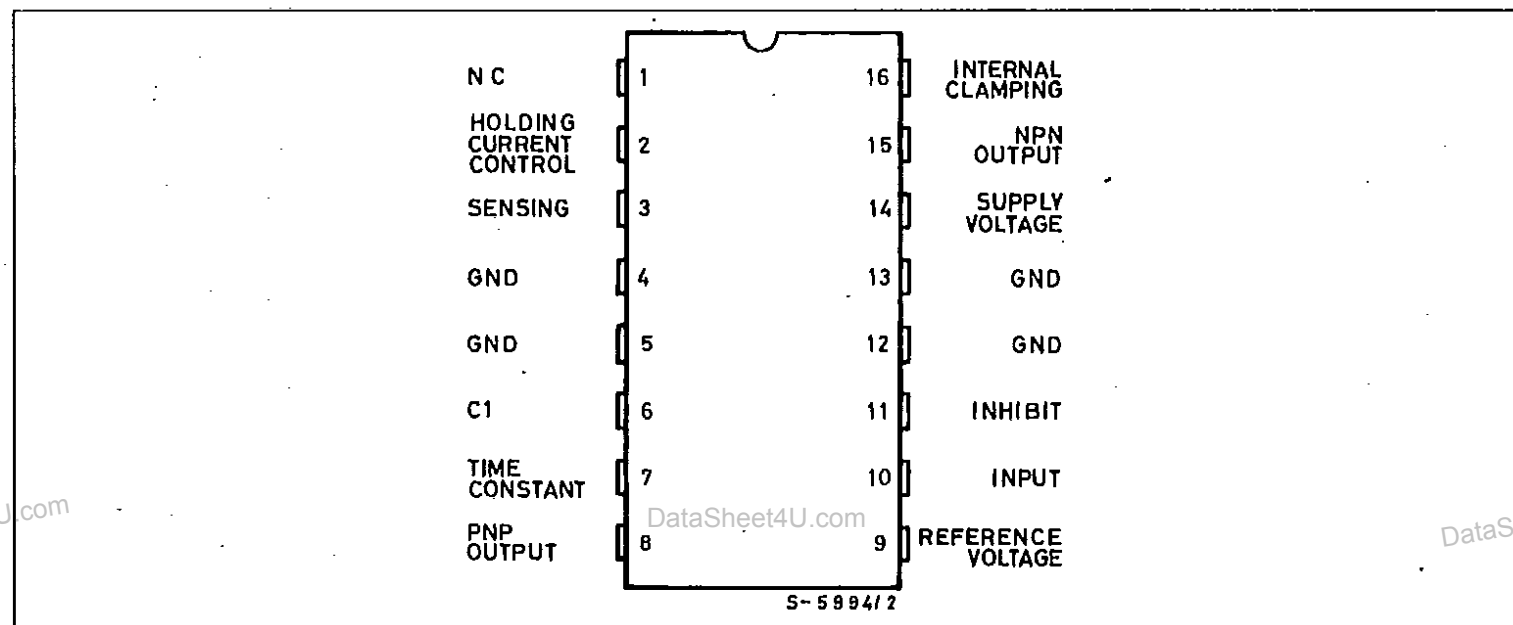 NC
1
HOLDING
CURRENT
CONTROL
2
SENSING
3
GND
4
GND
5
C1
6
TIME
CONSTANT
7
PNP
OUTPUT
8
16
INTERNAL
CLAMPING
15
NPN
OUTPUT
14
SUPPLY
VOLTAGE
13
GND
12
GND
11
INHIBIT
10
INPUT
9
REFERENCE
VOLTAGE
S-5994/2
U.com
DataSheet4U.com
DataS